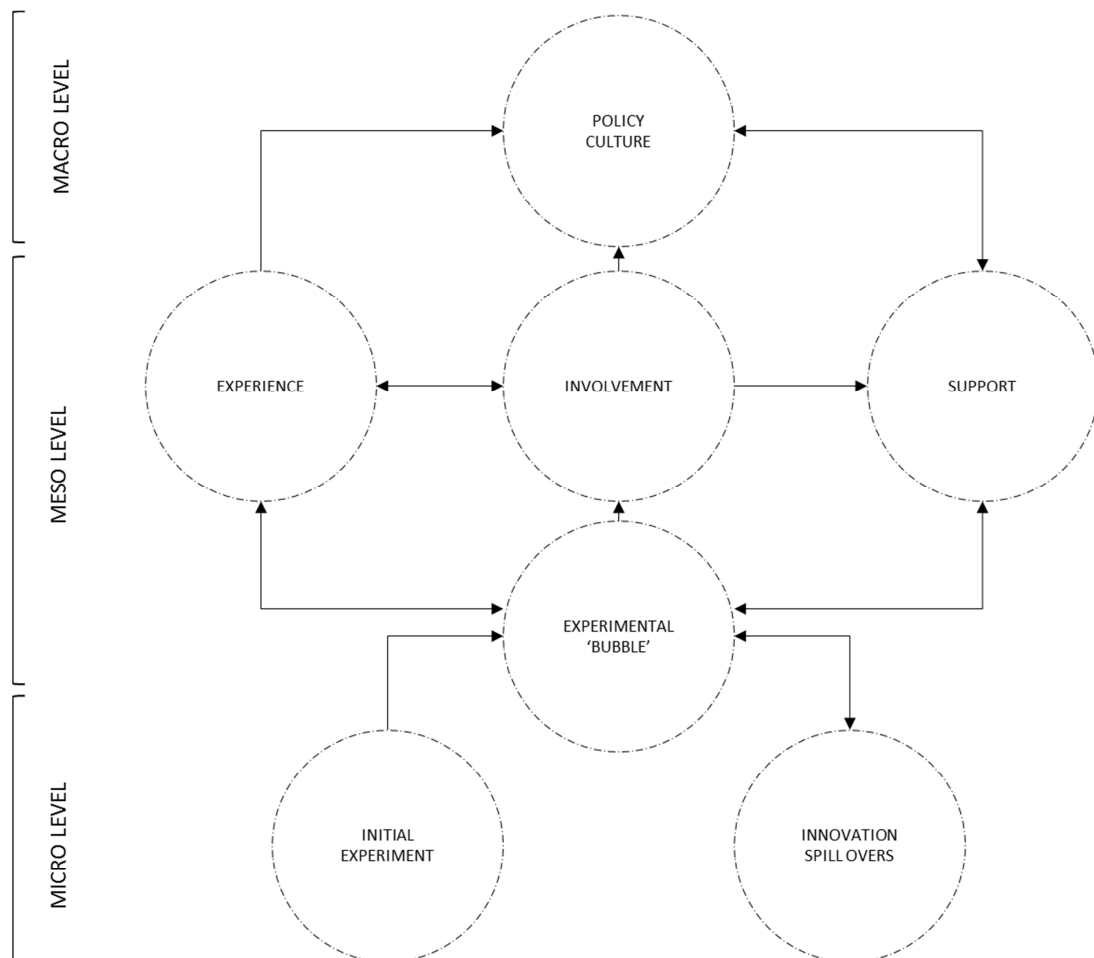 MACRO LEVEL
POLICY
CULTURE
MESO LEVEL
EXPERIENCE
INVOLVEMENT
SUPPORT
EXPERIMENTAL
‘BUBBLE’
MICRO LEVEL
INITIAL
EXPERIMENT
INNOVATION
SPILL OVERS